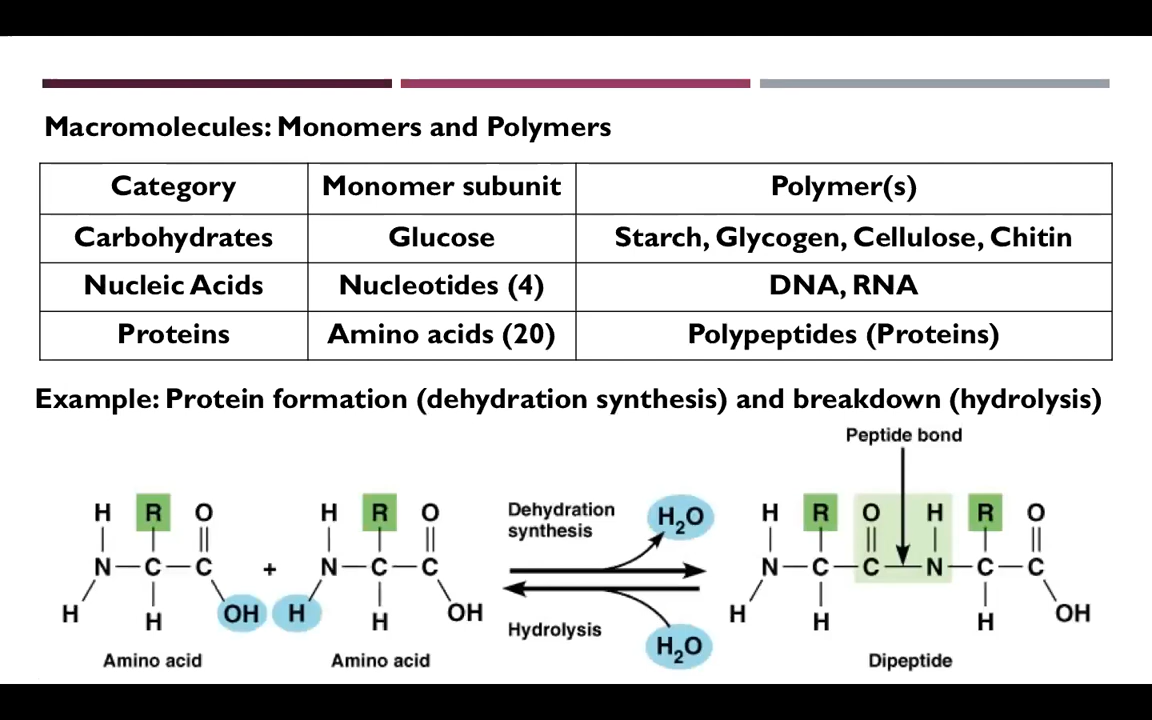 Macromolecules: Monomers and Polymers
Category Monomer subunit Polymer(s)
Carbohydrates Glucose Starch, Glycogen, Cellulose, Chitin
Nucleic Acids Nucleotides (4) DNA, RNA
Proteins Amino acids (20) Polypeptides (Proteins)
Example: Protein formation (dehydration synthesis) and breakdown (hydrolysis)
Peptide bond
H R O H R O Dehydration synthesis H₂O H R O H R O
N C C + N C C N C C N C C
H H OH H H OH Hydrolysis H₂O H H H OH
Amino acid Amino acid Dipeptide